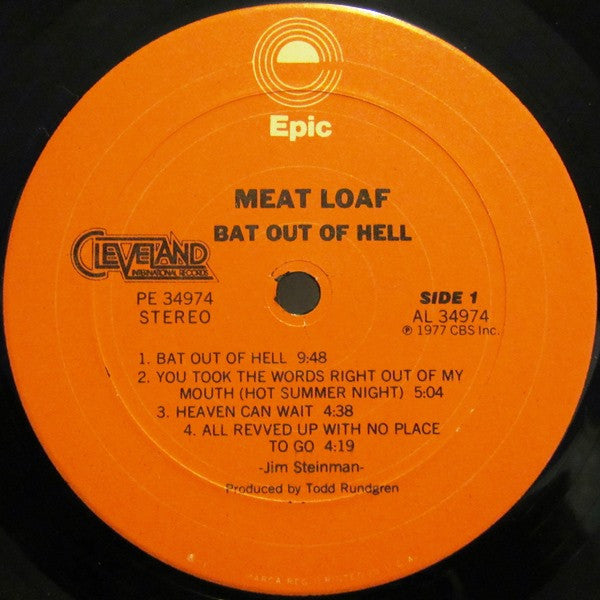 Epic
MEAT LOAF
BAT OUT OF HELL
CLEVELAND
INTERNATIONAL RECORDS
PE 34974
STEREO
SIDE 1
AL 34974
℗ 1977 CBS Inc.
1. BAT OUT OF HELL 9:48
2. YOU TOOK THE WORDS RIGHT OUT OF MY
MOUTH (HOT SUMMER NIGHT) 5:04
3. HEAVEN CAN WAIT 4:38
4. ALL REVVED UP WITH NO PLACE
TO GO 4:19
-Jim Steinman-
Produced by Todd Rundgren